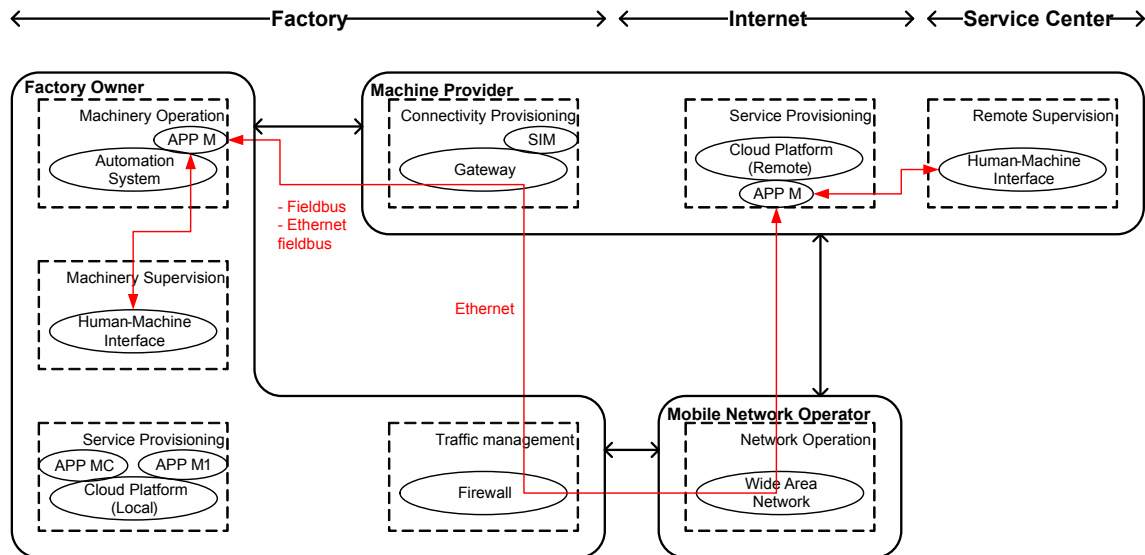 Factory
Internet
Service Center
Factory Owner
Machinery Operation
APP M
Automation
System
Machine Provider
Connectivity Provisioning
SIM
Gateway
Service Provisioning
Cloud Platform
(Remote)
APP M
Remote Supervision
Human-Machine
Interface
- Fieldbus
- Ethernet
fieldbus
Machinery Supervision
Human-Machine
Interface
Ethernet
Service Provisioning
APP MC
APP M1
Cloud Platform
(Local)
Traffic management
Firewall
Mobile Network Operator
Network Operation
Wide Area
Network